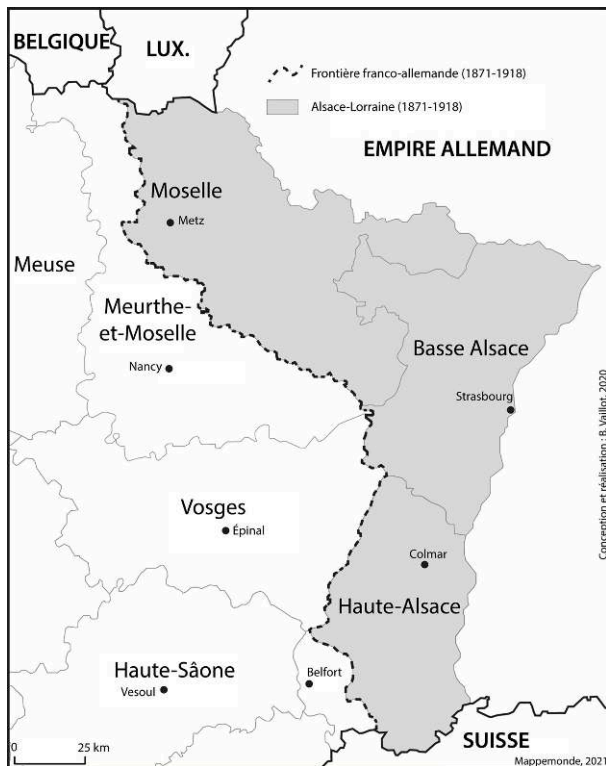 BELGIQUE
LUX.
Frontière franco-allemande (1871-1918)
Alsace-Lorraine (1871-1918)
EMPIRE ALLEMAND
Moselle
Metz
Meuse
Meurthe-
et-Moselle
Nancy
Basse Alsace
Strasbourg
Vosges
Épinal
Colmar
Haute-Alsace
Haute-Sâone
Vesoul
Belfort
0 25 km
SUISSE
Mappemonde, 2021
Conception et réalisation : B. Vaillot, 2020